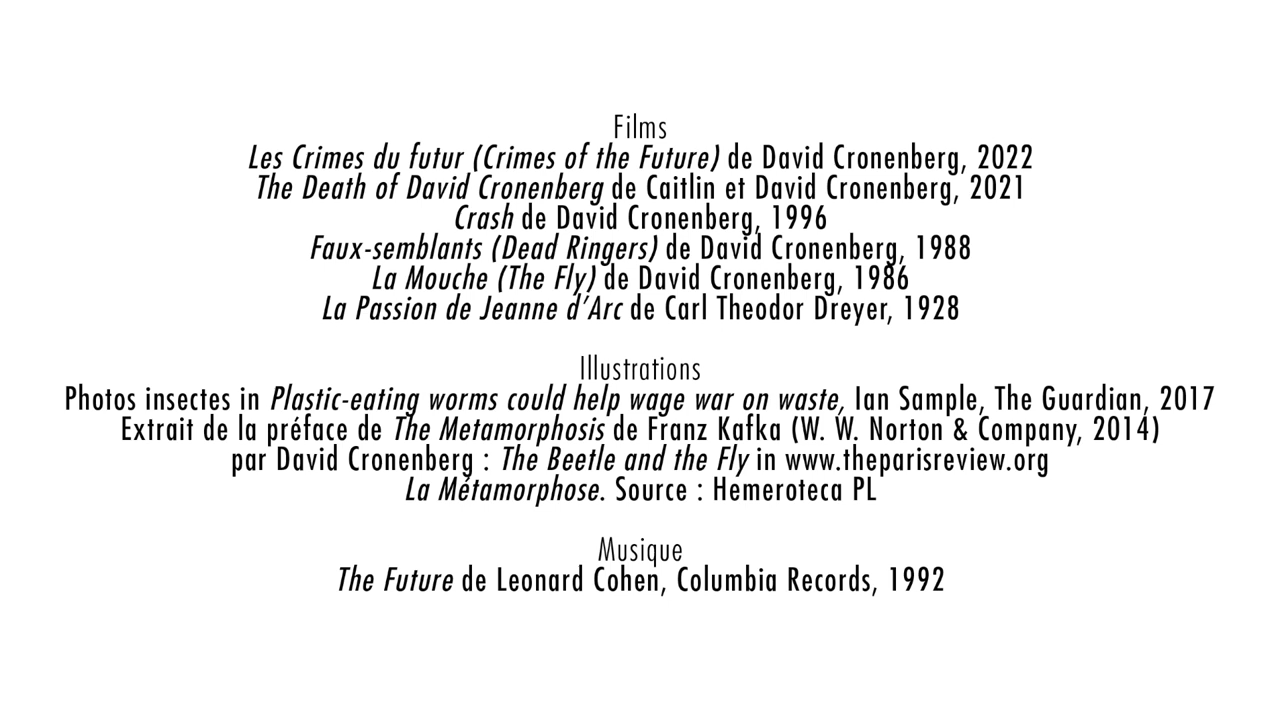 Films
Les Crimes du futur (Crimes of the Future) de David Cronenberg, 2022
The Death of David Cronenberg de Caitlin et David Cronenberg, 2021
Crash de David Cronenberg, 1996
Faux-semblants (Dead Ringers) de David Cronenberg, 1988
La Mouche (The Fly) de David Cronenberg, 1986
La Passion de Jeanne d’Arc de Carl Theodor Dreyer, 1928
Illustrations
Photos insectes in Plastic-eating worms could help wage war on waste, Ian Sample, The Guardian, 2017
Extrait de la préface de The Metamorphosis de Franz Kafka (W. W. Norton & Company, 2014)
par David Cronenberg : The Beetle and the Fly in www.theparisreview.org
La Métamorphose. Source : Hemeroteca PL
Musique
The Future de Leonard Cohen, Columbia Records, 1992